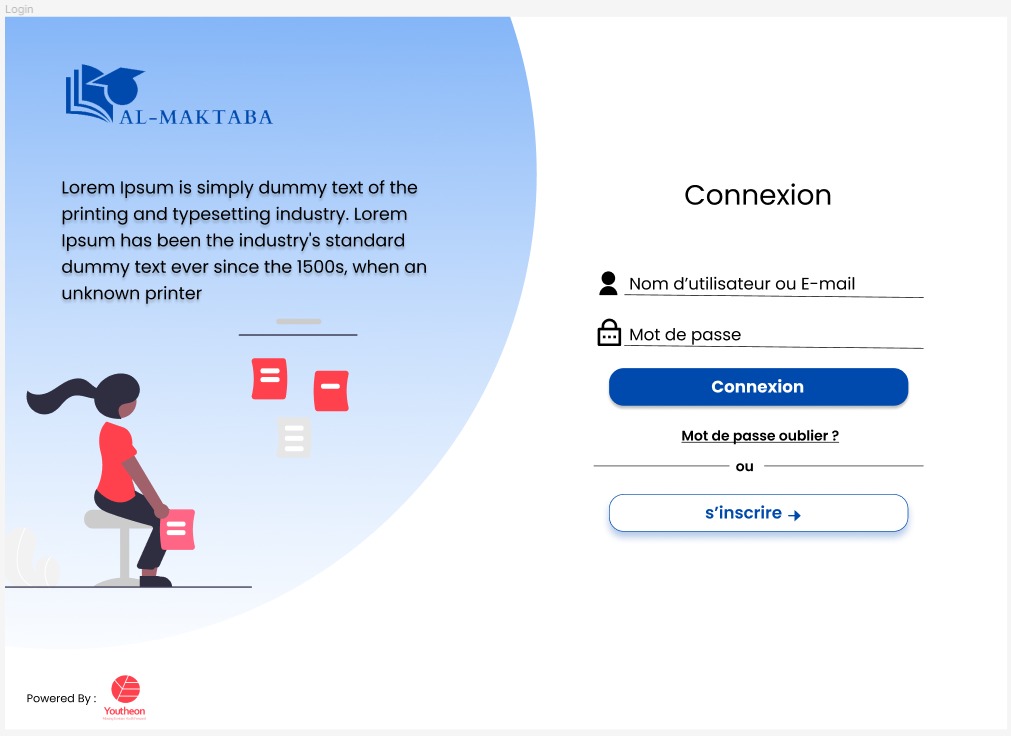 Login
AL-MAKTABA
Lorem Ipsum is simply dummy text of the
printing and typesetting industry. Lorem
Ipsum has been the industry's standard
dummy text ever since the 1500s, when an
unknown printer
Connexion
Nom d’utilisateur ou E-mail
Mot de passe
Connexion
Mot de passe oublier ?
ou
s’inscrire
Powered By :
Youtheon